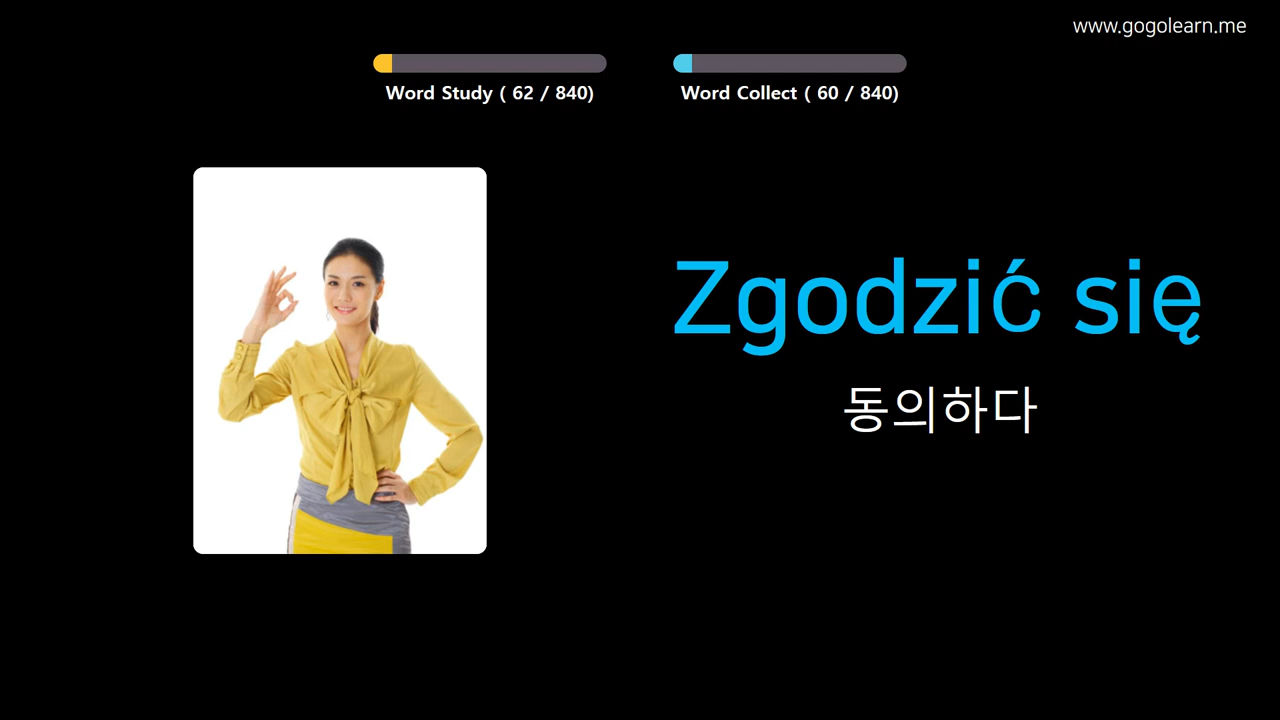 www.gogolearn.me
Word Study ( 62 / 840)
Word Collect ( 60 / 840)
Zgodzić się
동의하다